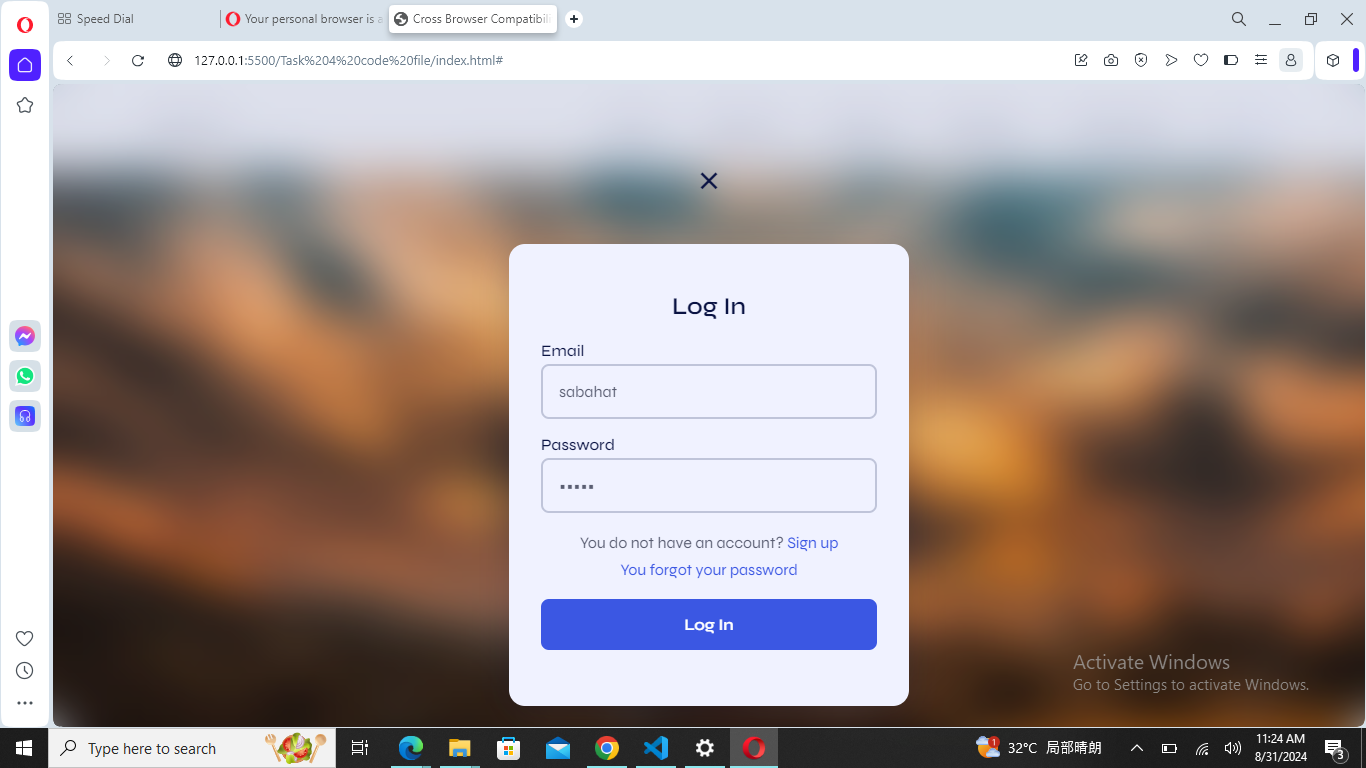 Speed Dial
Your personal browser is a
Cross Browser Compatibili
127.0.0.1:5500/Task%204%20code%20file/index.html#
Log In
Email
sabahat
Password
•••••
You do not have an account? Sign up
You forgot your password
Log In
Activate Windows
Go to Settings to activate Windows.
Type here to search
1
32°C 局部晴朗
11:24 AM
8/31/2024
3